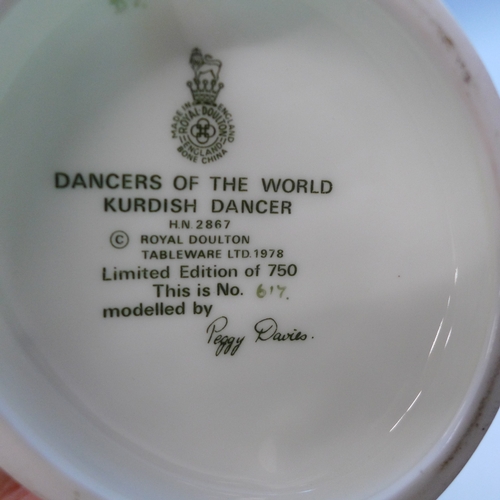 MADE IN ENGLAND
ROYAL DOULTON
ENGLAND
BONE CHINA
DANCERS OF THE WORLD
KURDISH DANCER
H.N. 2867
© ROYAL DOULTON
TABLEWARE LTD. 1978
Limited Edition of 750
This is No. 617.
modelled by
Peggy Davies.